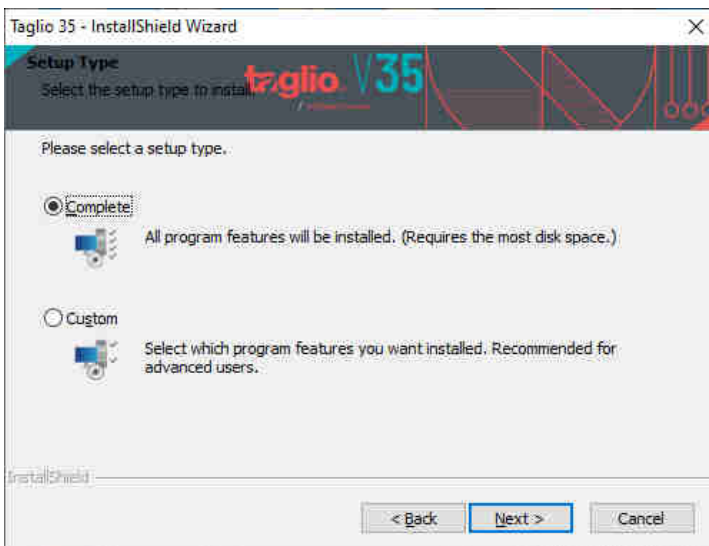 Taglio 35 - InstallShield Wizard
Setup Type
Select the setup type to install.
taglio. V35
Please select a setup type.
Complete
All program features will be installed. (Requires the most disk space.)
Custom
Select which program features you want installed. Recommended for
advanced users.
InstallShield
< Back Next > Cancel